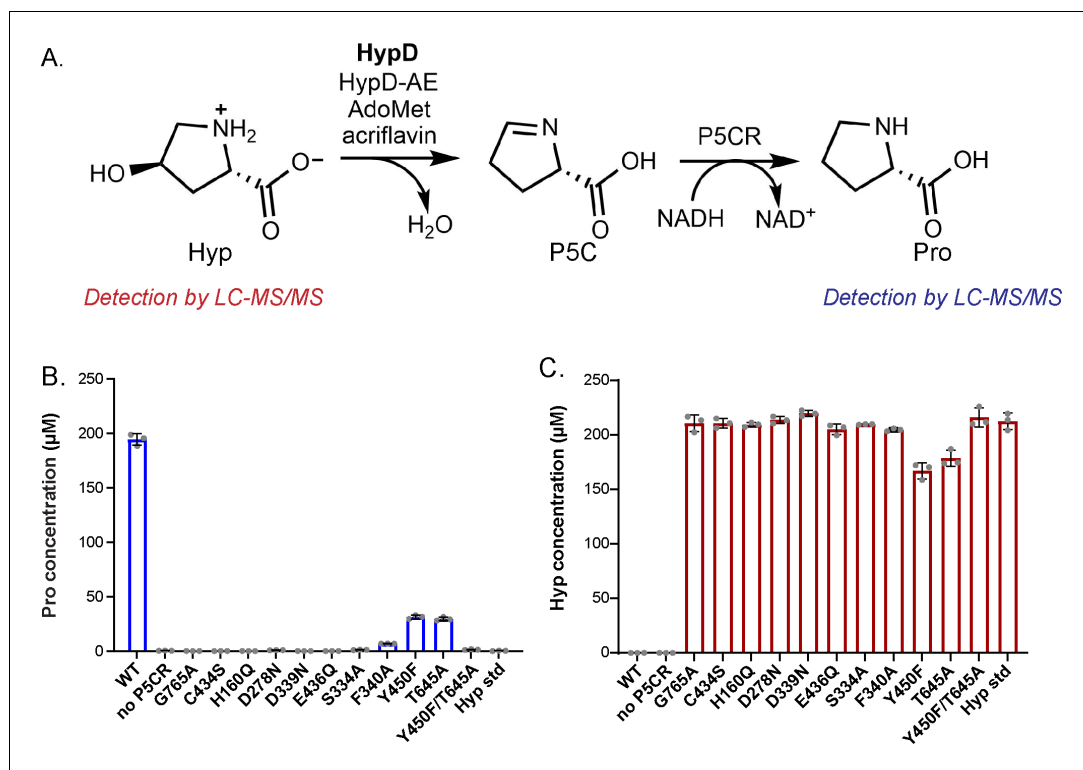 A.
HypD
HypD-AE
AdoMet
acriflavin
+
NH2
HO
O−
O
Hyp
H2O
N
OH
O
P5C
P5CR
NADH
NAD+
NH
OH
O
Pro
Detection by LC-MS/MS
Detection by LC-MS/MS
B.
Pro concentration (µM)
250
200
150
100
50
0
WT
no P5CR
G765A
C434S
H160Q
D278N
D339N
E436Q
S334A
F340A
Y450F
T645A
Y450F/T645A
Hyp std
C.
Hyp concentration (µM)
250
200
150
100
50
0
WT
no P5CR
G765A
C434S
H160Q
D278N
D339N
E436Q
S334A
F340A
Y450F
T645A
Y450F/T645A
Hyp std